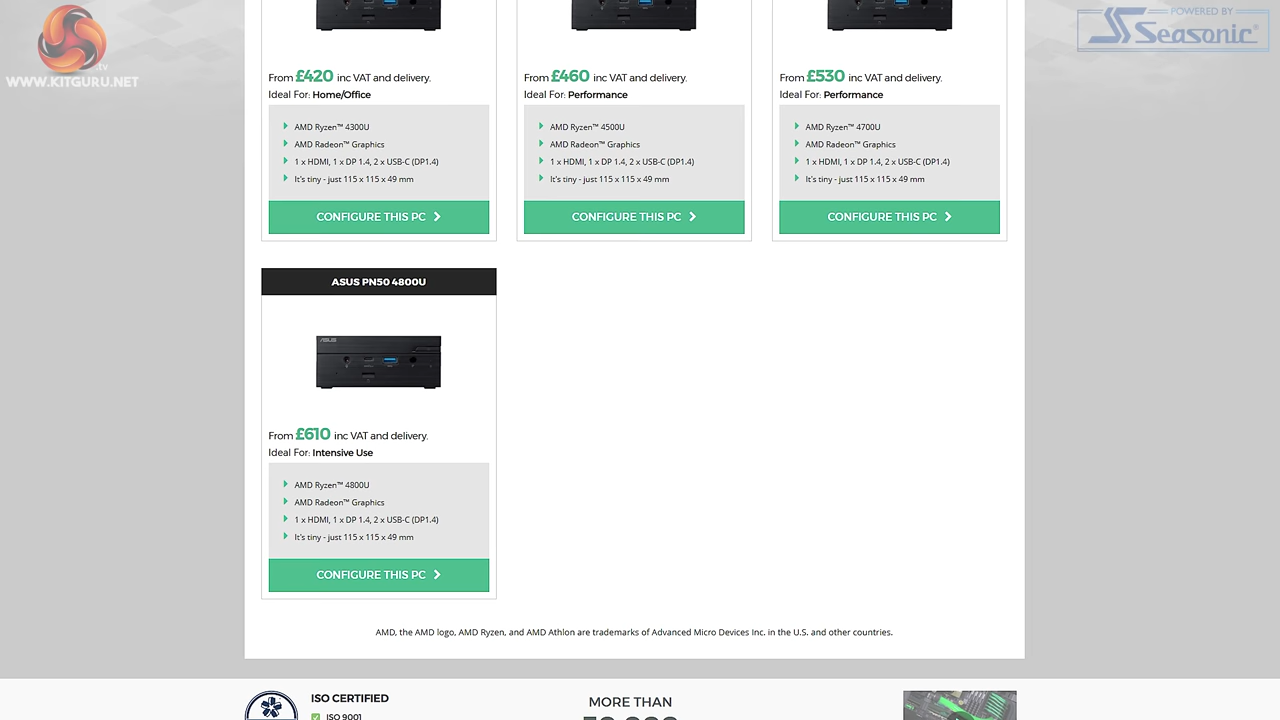 .tv
WWW.KITGURU.NET
POWERED BY
Seasonic
From £420 inc VAT and delivery.
Ideal For: Home/Office
AMD Ryzen™ 4300U
AMD Radeon™ Graphics
1 x HDMI, 1 x DP 1.4, 2 x USB-C (DP1.4)
It's tiny - just 115 x 115 x 49 mm
CONFIGURE THIS PC
From £460 inc VAT and delivery.
Ideal For: Performance
AMD Ryzen™ 4500U
AMD Radeon™ Graphics
1 x HDMI, 1 x DP 1.4, 2 x USB-C (DP1.4)
It's tiny - just 115 x 115 x 49 mm
CONFIGURE THIS PC
From £530 inc VAT and delivery.
Ideal For: Performance
AMD Ryzen™ 4700U
AMD Radeon™ Graphics
1 x HDMI, 1 x DP 1.4, 2 x USB-C (DP1.4)
It's tiny - just 115 x 115 x 49 mm
CONFIGURE THIS PC
ASUS PN50 4800U
ASUS
From £610 inc VAT and delivery.
Ideal For: Intensive Use
AMD Ryzen™ 4800U
AMD Radeon™ Graphics
1 x HDMI, 1 x DP 1.4, 2 x USB-C (DP1.4)
It's tiny - just 115 x 115 x 49 mm
CONFIGURE THIS PC
AMD, the AMD logo, AMD Ryzen, and AMD Athlon are trademarks of Advanced Micro Devices Inc. in the U.S. and other countries.
ISO CERTIFIED
ISO 9001
MORE THAN